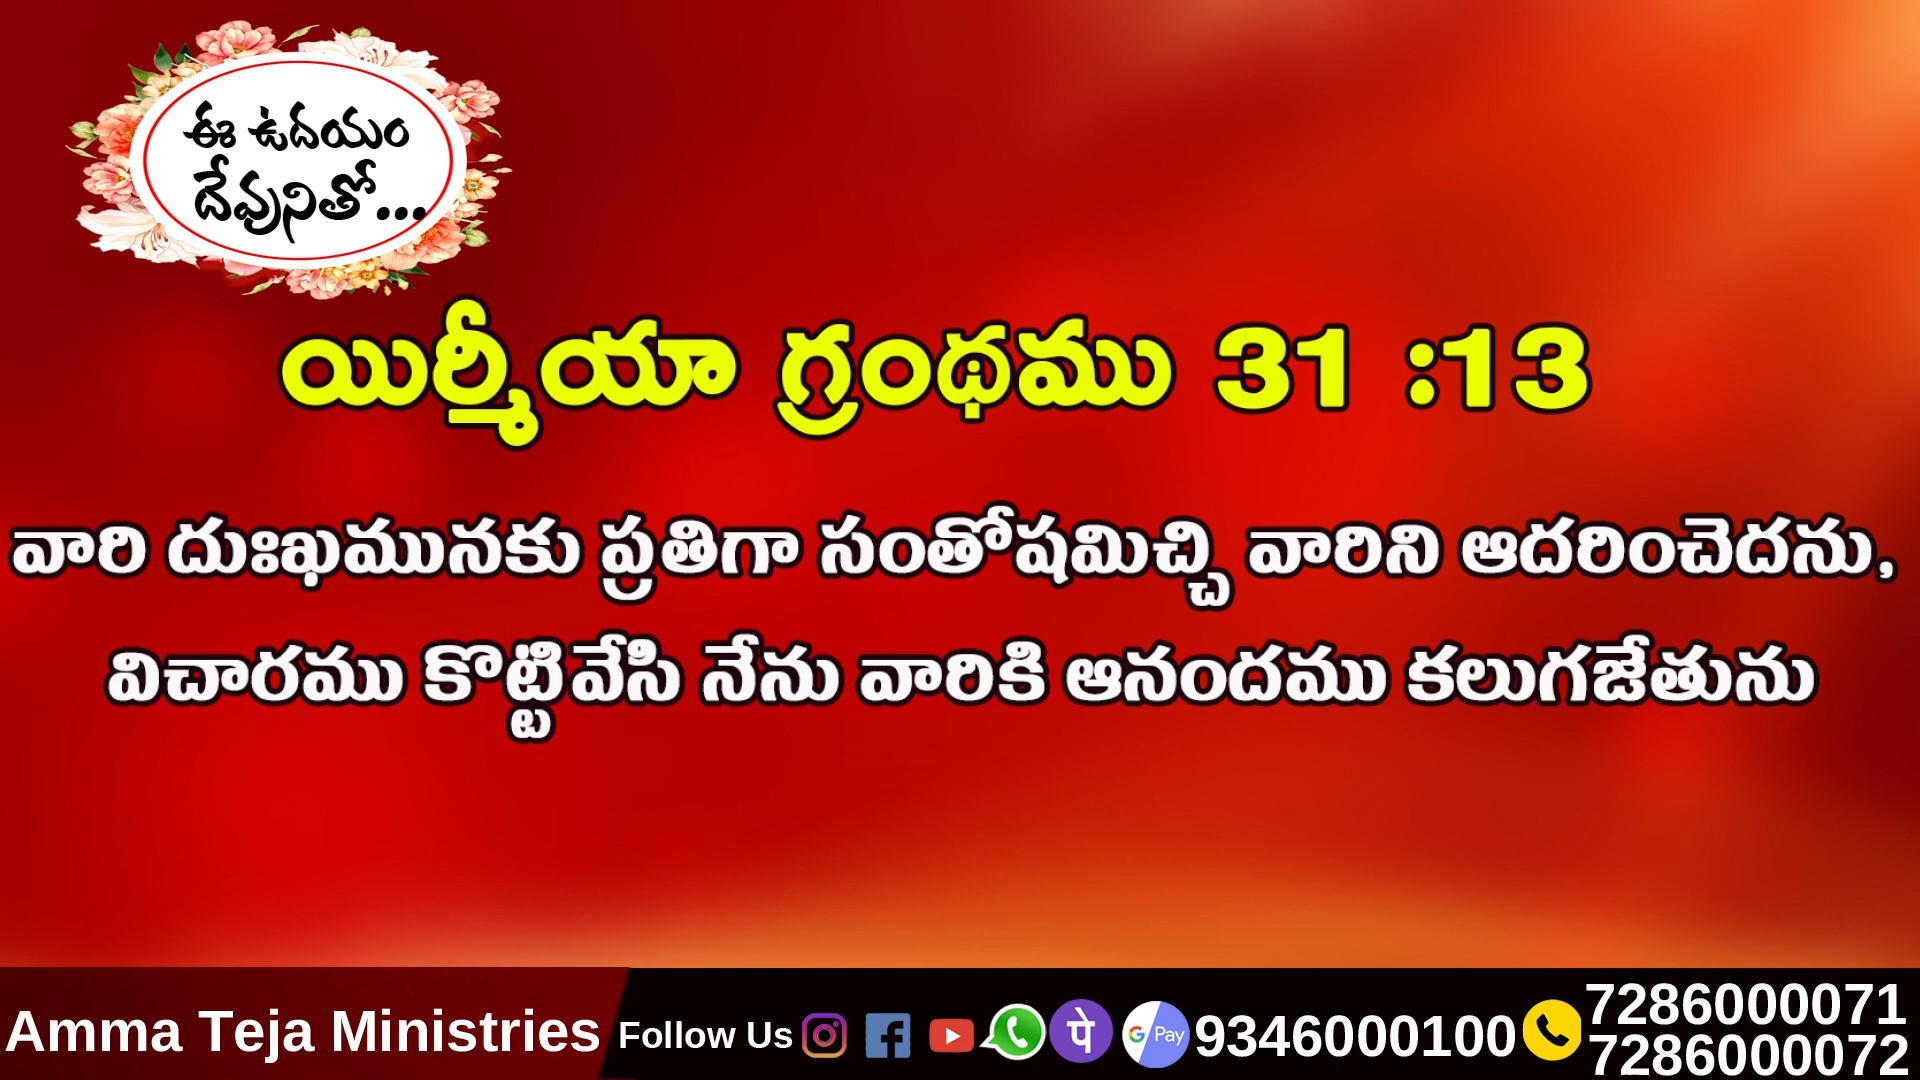 ఈ ఉదయం
దేవునితో...
యిర్మీయా గ్రంథము 31 :13
వారి దుఃఖమునకు ప్రతిగా సంతోషమిచ్చి వారిని ఆదరించెదను,
విచారము కొట్టివేసి నేను వారికి ఆనందము కలుగజేతును
Amma Teja Ministries
Follow Us
पे
G Pay
9346000100
7286000071
7286000072